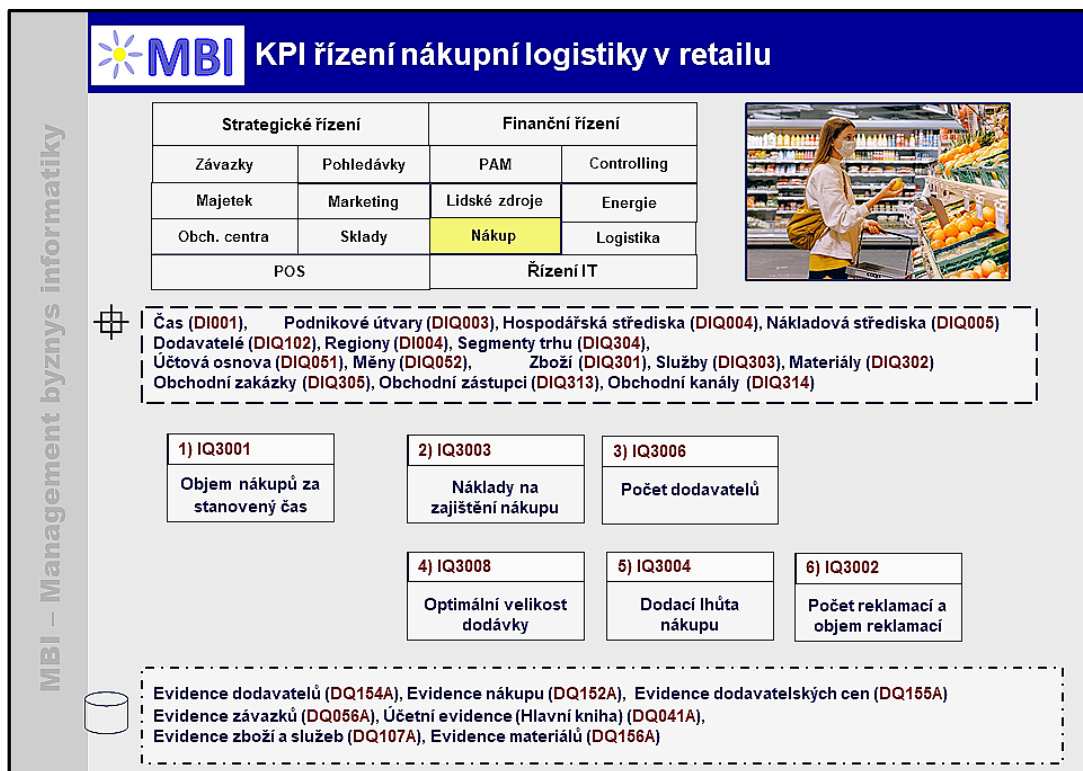 MBI KPI řízení nákupní logistiky v retailu
MBI – Management byznys informatiky
Strategické řízení Finanční řízení
Závazky Pohledávky PAM Controlling
Majetek Marketing Lidské zdroje Energie
Obch. centra Sklady Nákup Logistika
POS Řízení IT
Čas (DI001), Podnikové útvary (DIQ003), Hospodářská střediska (DIQ004), Nákladová střediska (DIQ005)
Dodavatelé (DIQ102), Regiony (DI004), Segmenty trhu (DIQ304),
Účtová osnova (DIQ051), Měny (DIQ052), Zboží (DIQ301), Služby (DIQ303), Materiály (DIQ302)
Obchodní zakázky (DIQ305), Obchodní zástupci (DIQ313), Obchodní kanály (DIQ314)
1) IQ3001
Objem nákupů za
stanovený čas
2) IQ3003
Náklady na
zajištění nákupu
3) IQ3006
Počet dodavatelů
4) IQ3008
Optimální velikost
dodávky
5) IQ3004
Dodací lhůta
nákupu
6) IQ3002
Počet reklamací a
objem reklamací
Evidence dodavatelů (DQ154A), Evidence nákupu (DQ152A), Evidence dodavatelských cen (DQ155A)
Evidence závazků (DQ056A), Účetní evidence (Hlavní kniha) (DQ041A),
Evidence zboží a služeb (DQ107A), Evidence materiálů (DQ156A)